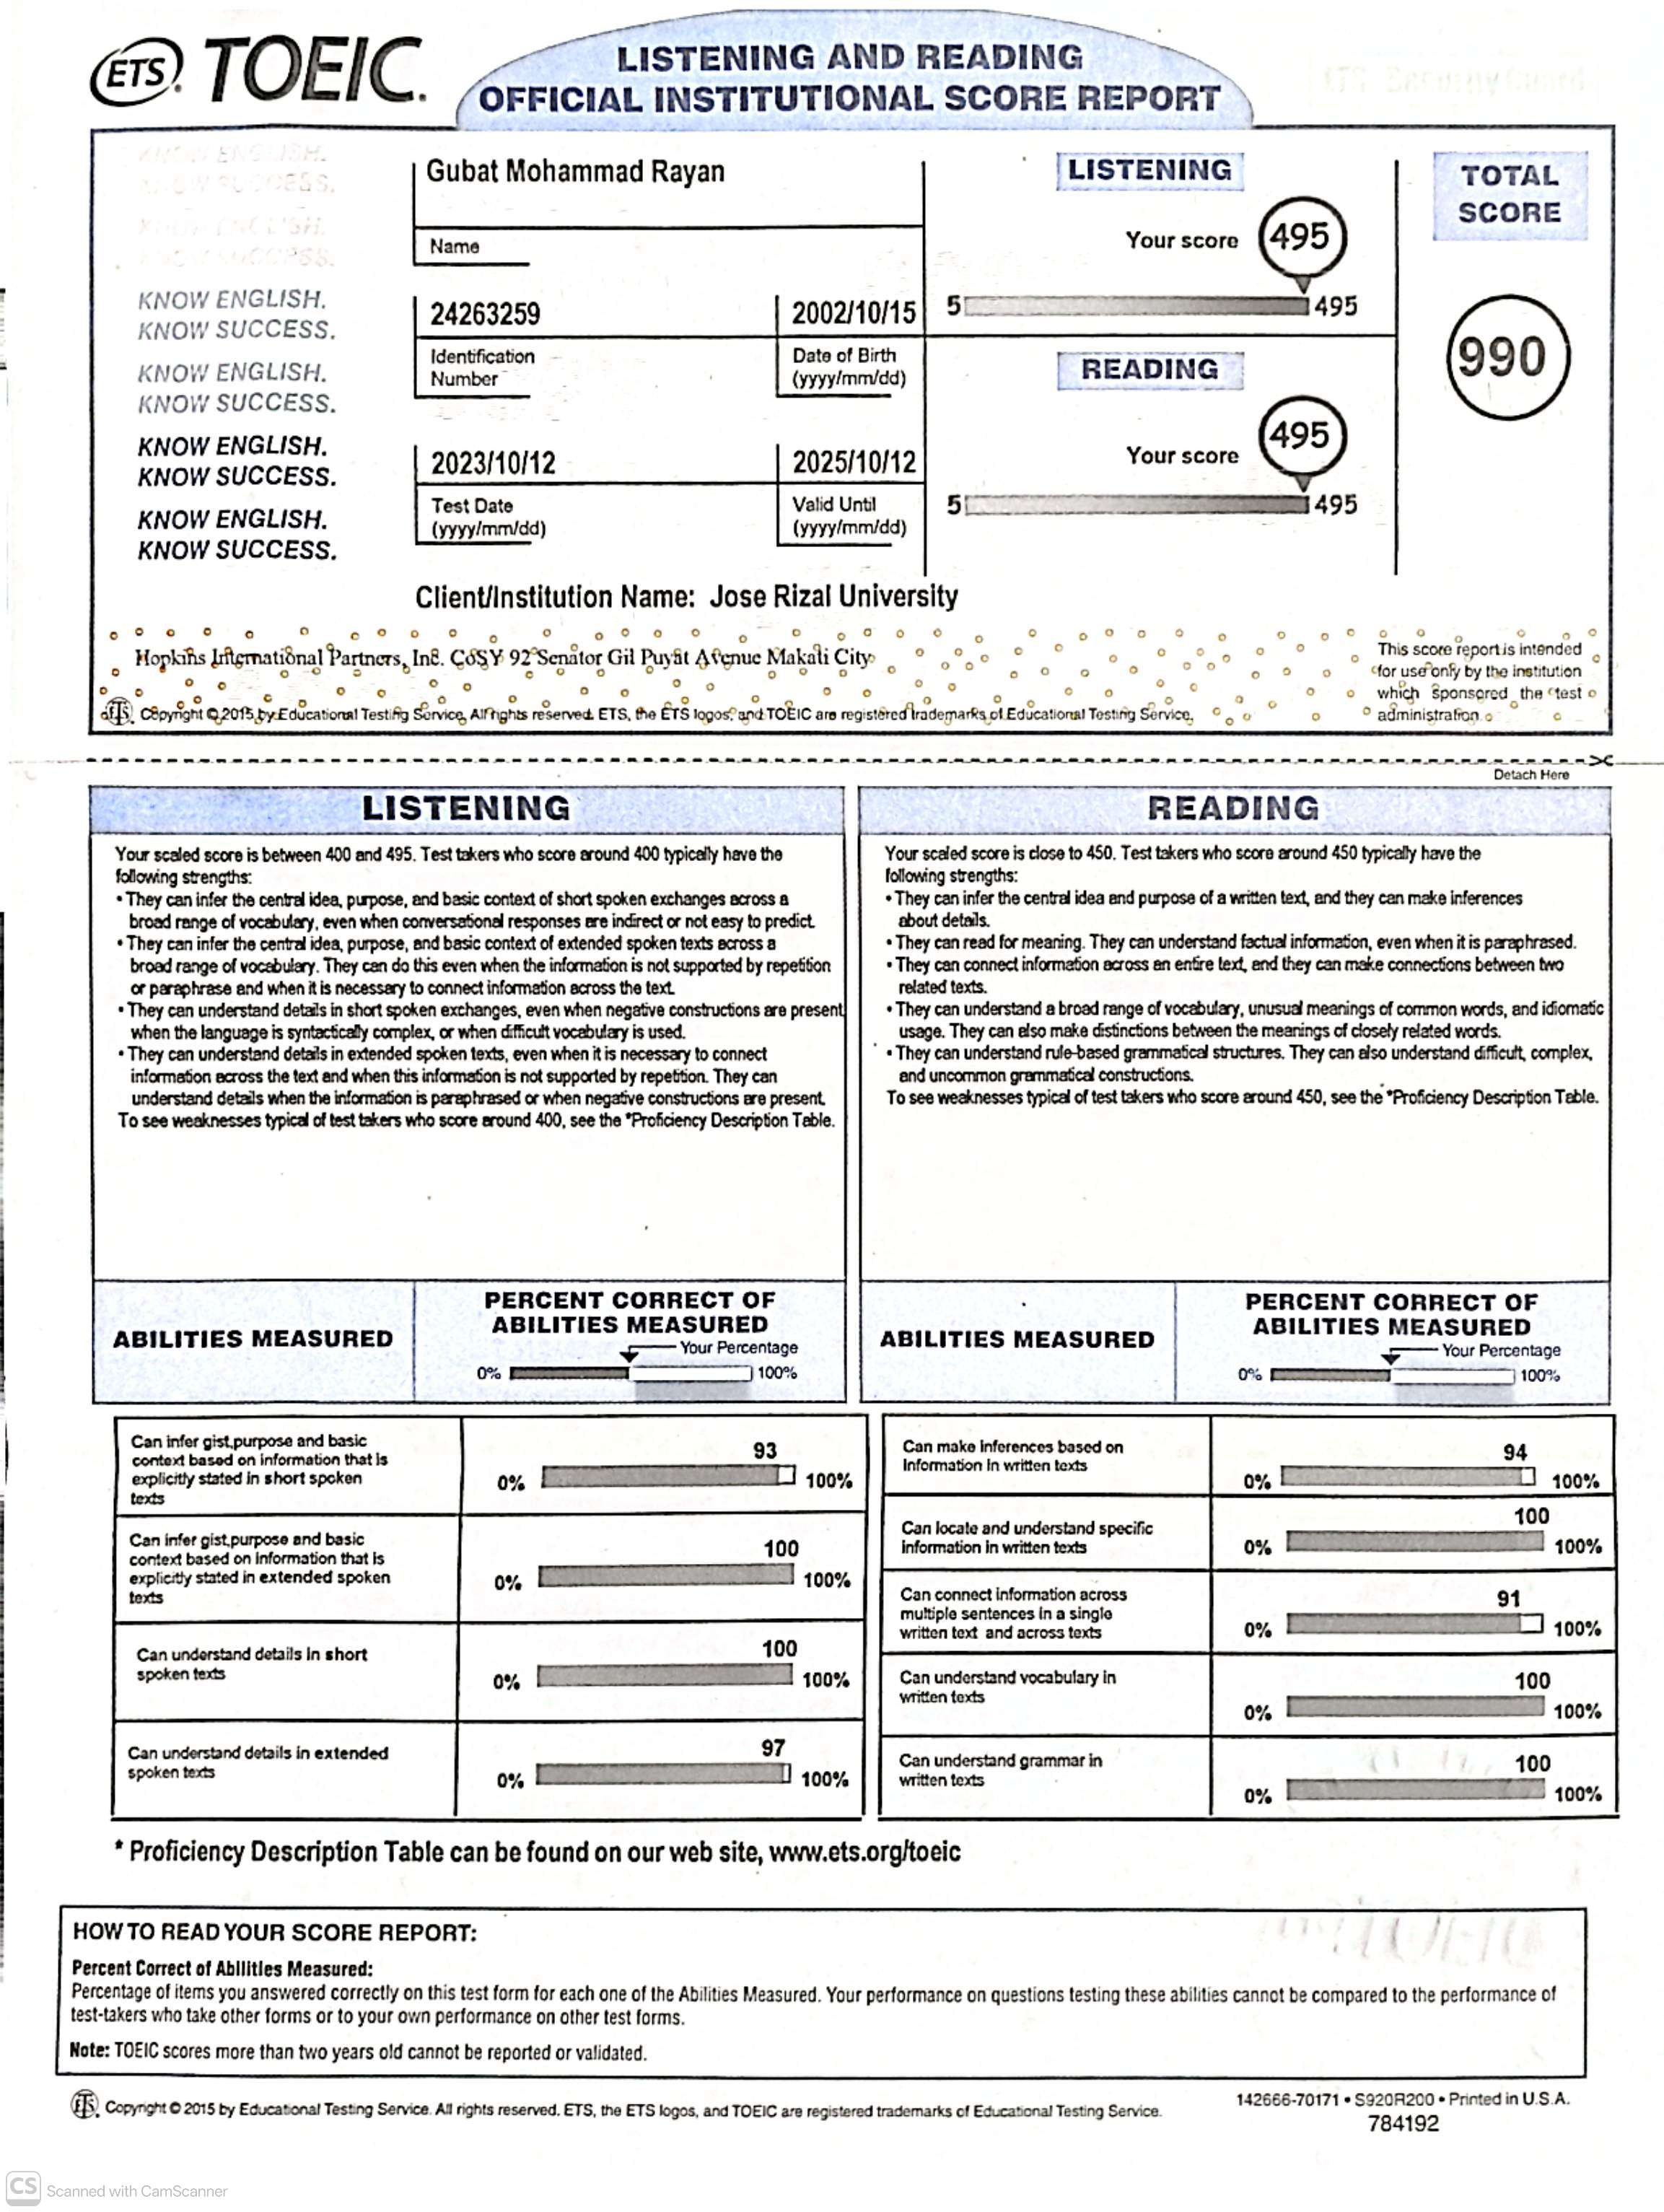 ETS. TOEIC.
LISTENING AND READING
OFFICIAL INSTITUTIONAL SCORE REPORT
KNOW ENGLISH.
KNOW SUCCESS.
KNOW ENGLISH.
KNOW SUCCESS.
KNOW ENGLISH.
KNOW SUCCESS.
KNOW ENGLISH.
KNOW SUCCESS.
KNOW ENGLISH.
KNOW SUCCESS.
KNOW ENGLISH.
KNOW SUCCESS.
Gubat Mohammad Rayan
Name
24263259
Identification
Number
2002/10/15
Date of Birth
(yyyy/mm/dd)
2023/10/12
Test Date
(yyyy/mm/dd)
2025/10/12
Valid Until
(yyyy/mm/dd)
LISTENING
Your score 495
5 495
READING
Your score 495
5 495
TOTAL
SCORE
990
Client/Institution Name: Jose Rizal University
Hopkins International Partners, Inc. CoSY 92 Senator Gil Puyat Avenue Makati City
This score report is intended
for use only by the institution
which sponsored the test
administration.
Copyright © 2015 by Educational Testing Service. All rights reserved. ETS, the ETS logos, and TOEIC are registered trademarks of Educational Testing Service.
Detach Here
LISTENING
Your scaled score is between 400 and 495. Test takers who score around 400 typically have the
following strengths:
• They can infer the central idea, purpose, and basic context of short spoken exchanges across a
broad range of vocabulary, even when conversational responses are indirect or not easy to predict.
• They can infer the central idea, purpose, and basic context of extended spoken texts across a
broad range of vocabulary. They can do this even when the information is not supported by repetition
or paraphrase and when it is necessary to connect information across the text.
• They can understand details in short spoken exchanges, even when negative constructions are present,
when the language is syntactically complex, or when difficult vocabulary is used.
• They can understand details in extended spoken texts, even when it is necessary to connect
information across the text and when this information is not supported by repetition. They can
understand details when the information is paraphrased or when negative constructions are present.
To see weaknesses typical of test takers who score around 400, see the *Proficiency Description Table.
READING
Your scaled score is close to 450. Test takers who score around 450 typically have the
following strengths:
• They can infer the central idea and purpose of a written text, and they can make inferences
about details.
• They can read for meaning. They can understand factual information, even when it is paraphrased.
• They can connect information across an entire text, and they can make connections between two
related texts.
• They can understand a broad range of vocabulary, unusual meanings of common words, and idiomatic
usage. They can also make distinctions between the meanings of closely related words.
• They can understand rule-based grammatical structures. They can also understand difficult, complex,
and uncommon grammatical constructions.
To see weaknesses typical of test takers who score around 450, see the *Proficiency Description Table.
ABILITIES MEASURED
PERCENT CORRECT OF
ABILITIES MEASURED
Your Percentage
0% 100%
Can infer gist,purpose and basic
context based on information that is
explicitly stated in short spoken
texts
93
0% 100%
Can infer gist,purpose and basic
context based on information that is
explicitly stated in extended spoken
texts
100
0% 100%
Can understand details in short
spoken texts
100
0% 100%
Can understand details in extended
spoken texts
97
0% 100%
ABILITIES MEASURED
PERCENT CORRECT OF
ABILITIES MEASURED
Your Percentage
0% 100%
Can make inferences based on
information in written texts
94
0% 100%
Can locate and understand specific
information in written texts
100
0% 100%
Can connect information across
multiple sentences in a single
written text and across texts
91
0% 100%
Can understand vocabulary in
written texts
100
0% 100%
Can understand grammar in
written texts
100
0% 100%
* Proficiency Description Table can be found on our web site, www.ets.org/toeic
HOW TO READ YOUR SCORE REPORT:
Percent Correct of Abilities Measured:
Percentage of items you answered correctly on this test form for each one of the Abilities Measured. Your performance on questions testing these abilities cannot be compared to the performance of
test-takers who take other forms or to your own performance on other test forms.
Note: TOEIC scores more than two years old cannot be reported or validated.
Copyright © 2015 by Educational Testing Service. All rights reserved. ETS, the ETS logos, and TOEIC are registered trademarks of Educational Testing Service.
142666-70171 • S920R200 • Printed in U.S.A.
784192
CS Scanned with CamScanner